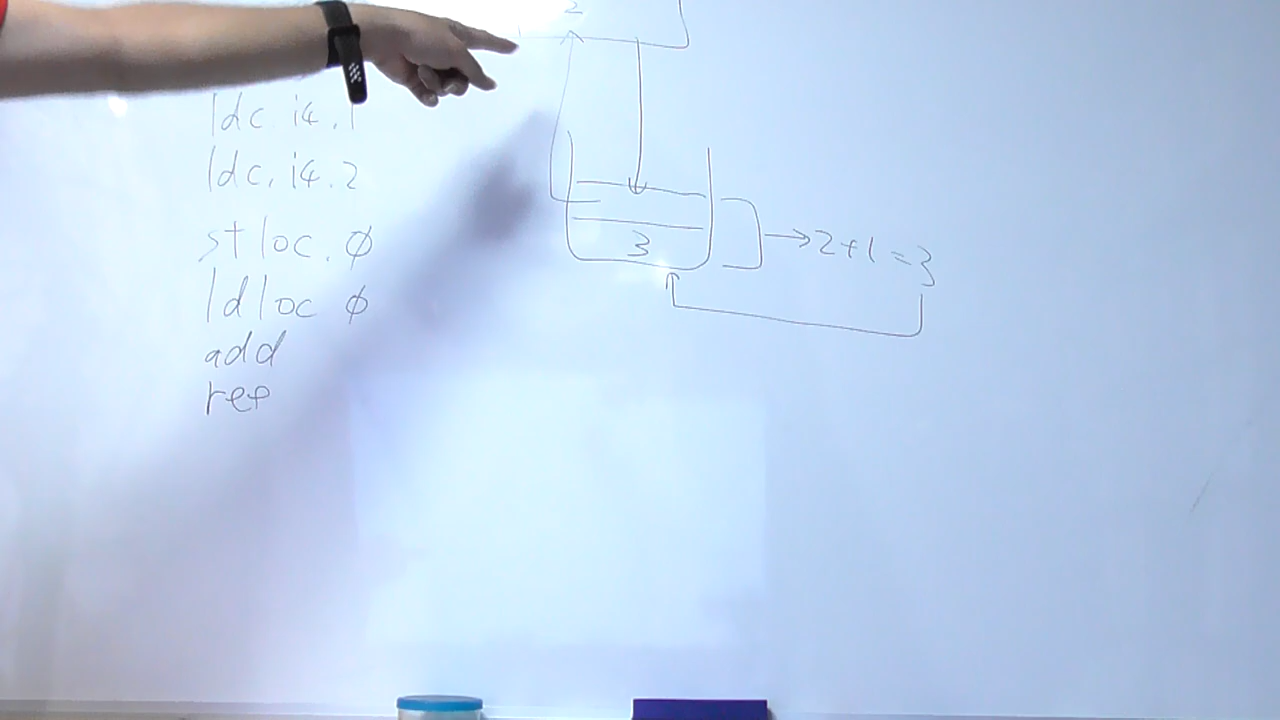 2
ldc i4.1
ldc.i4.2
stloc.0
ldloc 0
add
ret
3
2+1=3